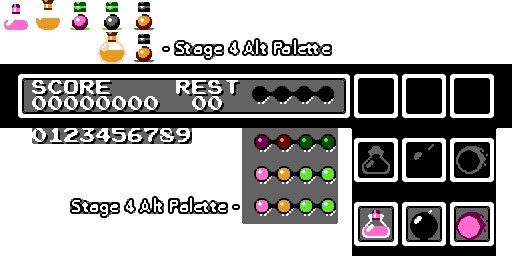 - Stage 4 Alt Palette
SCORE REST
00000000 00
0123456789
Stage 4 Alt Palette -